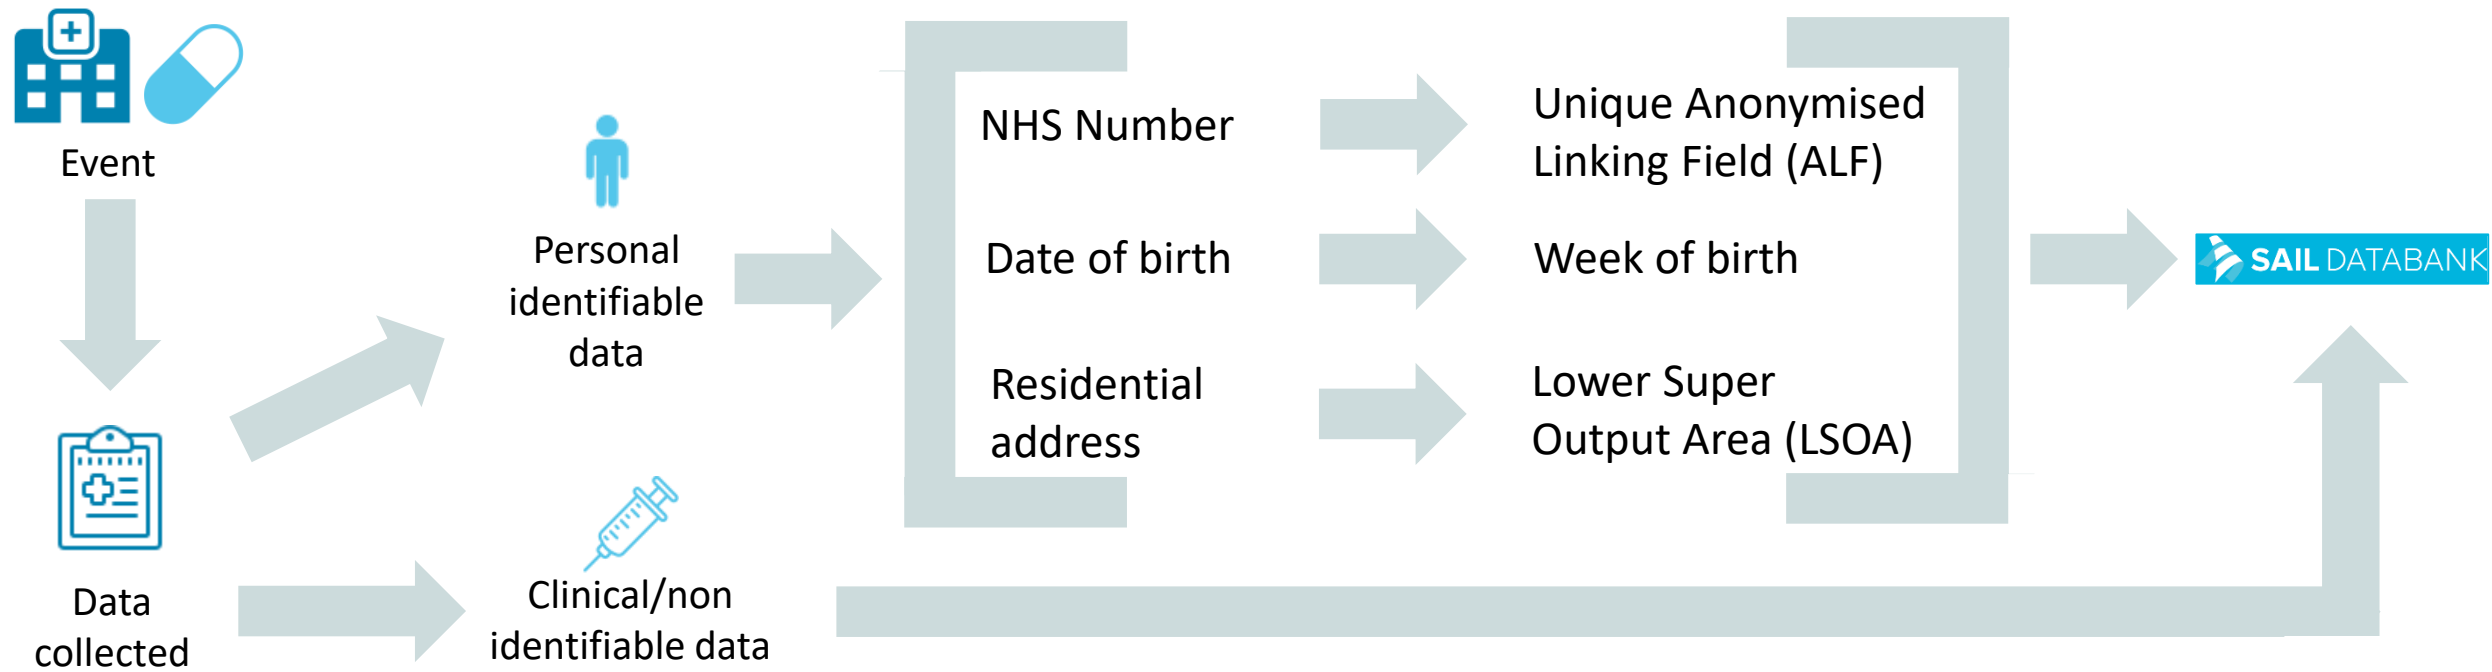 Event
Data
collected
Personal
identifiable
data
Clinical/non
identifiable data
NHS Number
Unique Anonymised
Linking Field (ALF)
Date of birth
Week of birth
Residential
address
Lower Super
Output Area (LSOA)
SAIL DATABANK